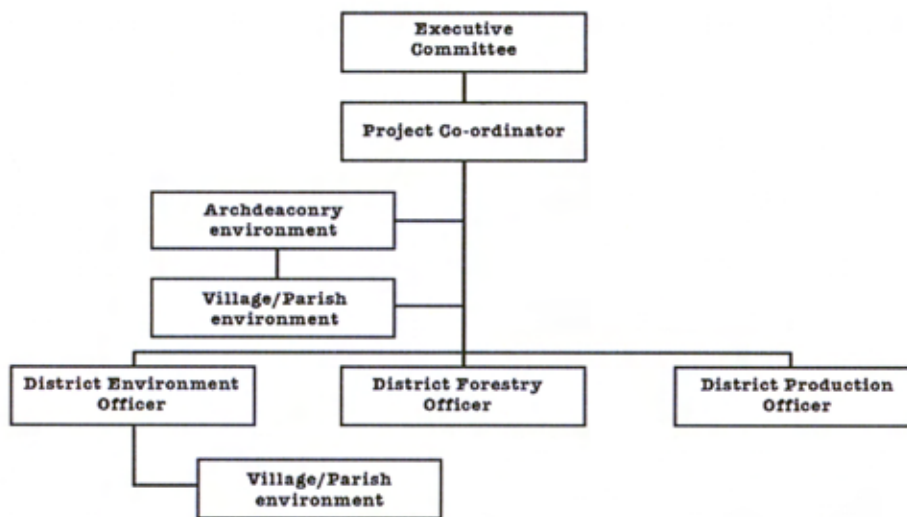 Executive
Committee
Project Co-ordinator
Archdeaconry
environment
Village/Parish
environment
District Environment
Officer
District Forestry
Officer
District Production
Officer
Village/Parish
environment